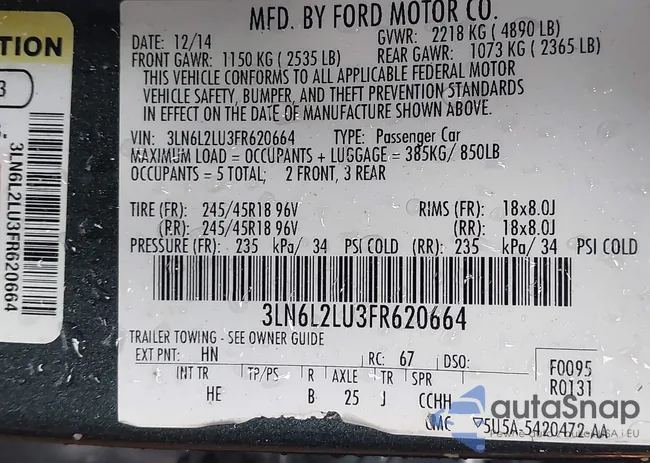 MFD. BY FORD MOTOR CO.
DATE: 12/14 GVWR: 2218 KG ( 4890 LB)
FRONT GAWR: 1150 KG ( 2535 LB) REAR GAWR: 1073 KG ( 2365 LB)
THIS VEHICLE CONFORMS TO ALL APPLICABLE FEDERAL MOTOR
VEHICLE SAFETY, BUMPER, AND THEFT PREVENTION STANDARDS
IN EFFECT ON THE DATE OF MANUFACTURE SHOWN ABOVE.
VIN: 3LN6L2LU3FR620664 TYPE: Passenger Car
MAXIMUM LOAD = OCCUPANTS + LUGGAGE = 385KG/ 850LB
OCCUPANTS = 5 TOTAL; 2 FRONT, 3 REAR
TIRE (FR): 245/45R18 96V RIMS (FR): 18x8.0J
(RR): 245/45R18 96V (RR): 18x8.0J
PRESSURE (FR): 235 kPa/ 34 PSI COLD (RR): 235 kPa/ 34 PSI COLD
3LN6L2LU3FR620664
TRAILER TOWING - SEE OWNER GUIDE
EXT PNT: HN RC: 67 DSO:
INT TR TP/PS R AXLE TR SPR
HE B 25 J CCHH
F0095
R0131
5U5A-5420472-AA
TION
3
3LN6L2LU3FR620664
autoSnap